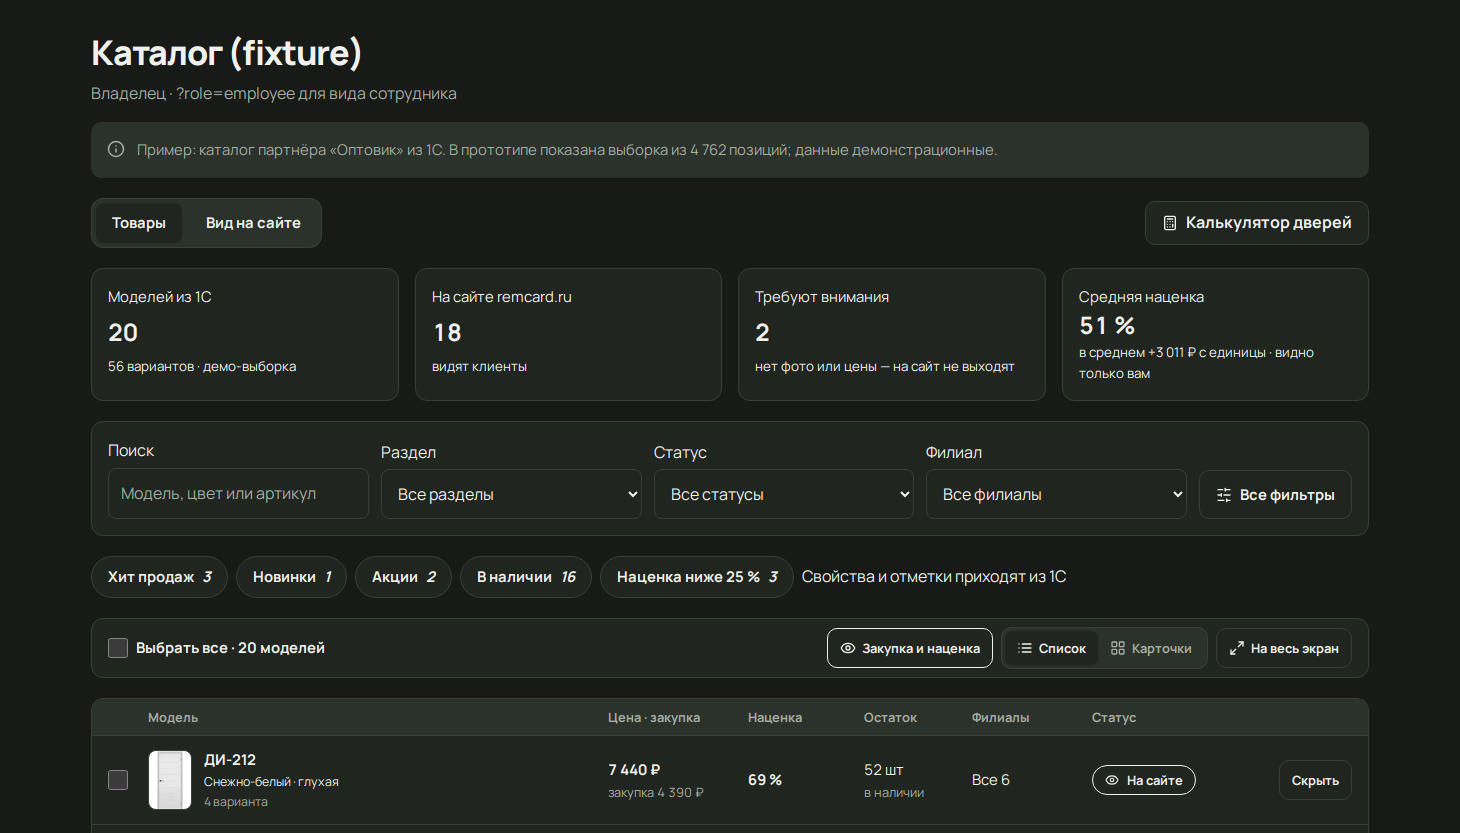 Каталог (fixture)
Владелец · ?role=employee для вида сотрудника
Пример: каталог партнёра «Оптовик» из 1С. В прототипе показана выборка из 4 762 позиций; данные демонстрационные.
Товары
Вид на сайте
Калькулятор дверей
Моделей из 1С
20
56 вариантов · демо-выборка
На сайте remcard.ru
18
видят клиенты
Требуют внимания
2
нет фото или цены — на сайт не выходят
Средняя наценка
51 %
в среднем +3 011 ₽ с единицы · видно
только вам
Поиск
Модель, цвет или артикул
Раздел
Все разделы
Статус
Все статусы
Филиал
Все филиалы
Все фильтры
Хит продаж 3
Новинки 1
Акции 2
В наличии 16
Наценка ниже 25 % 3
Свойства и отметки приходят из 1С
Выбрать все · 20 моделей
Закупка и наценка
Список
Карточки
На весь экран
Модель
Цена · закупка
Наценка
Остаток
Филиалы
Статус
ДИ-212
Снежно-белый · глухая
4 варианта
7 440 ₽
закупка 4 390 ₽
69 %
52 шт
в наличии
Все 6
На сайте
Скрыть